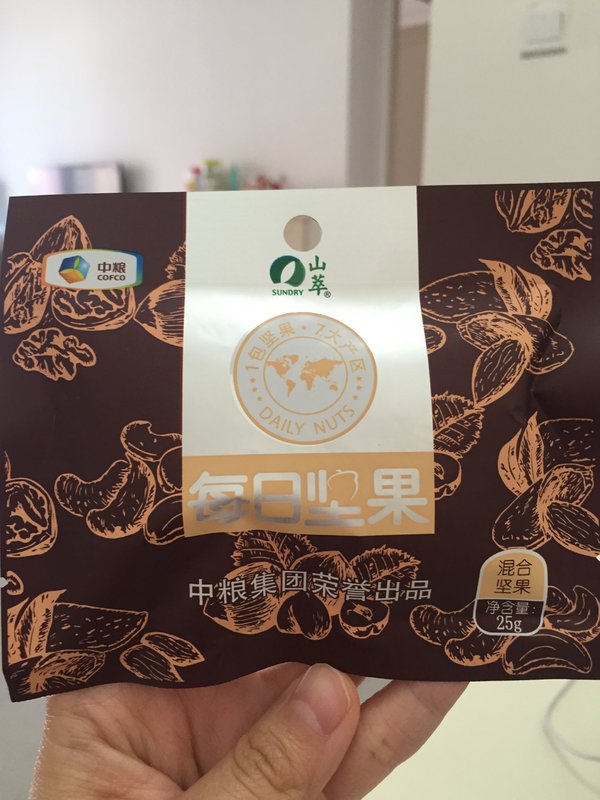 中粮
COFCO
山萃
SUNDRY ®
1包坚果·7大产区
DAILY NUTS
每日坚果
中粮集团荣誉出品
混合
坚果
净含量:
25g